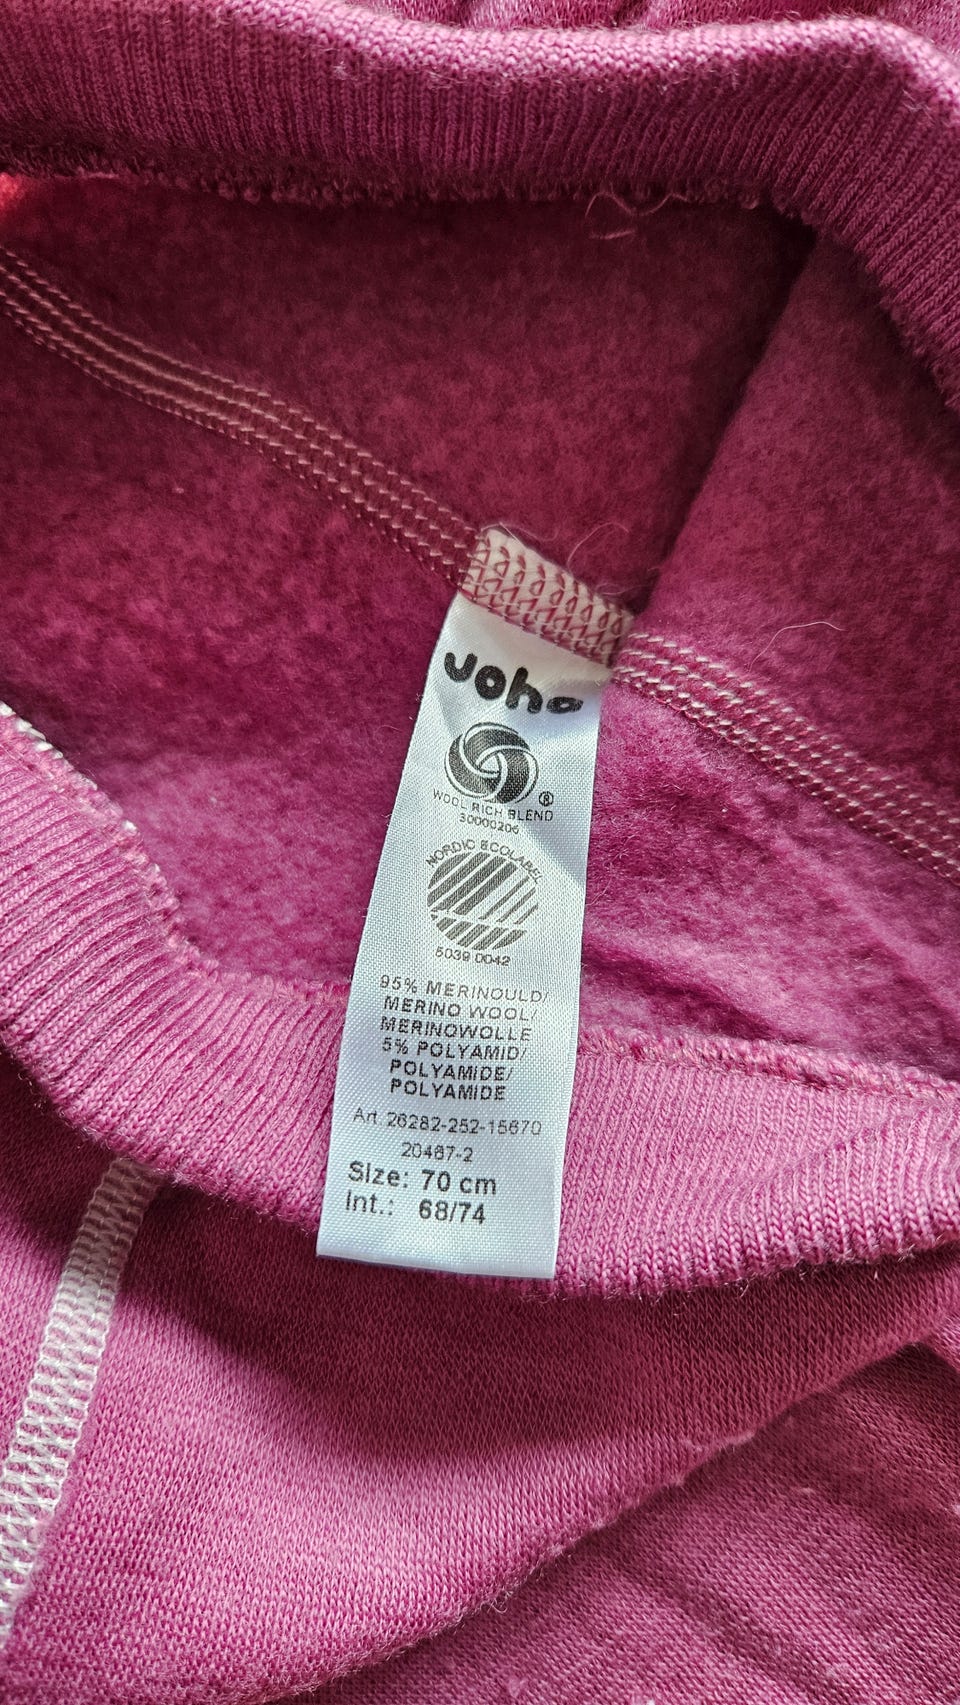 Joha
®
WOOL RICH BLEND
30000206
NORDIC ECOLABEL
5039 0042
95% MERINOULD/
MERINO WOOL/
MERINOWOLLE
5% POLYAMID/
POLYAMIDE/
POLYAMIDE
Art. 26282-252-15670
20467-2
Size: 70 cm
Int.: 68/74